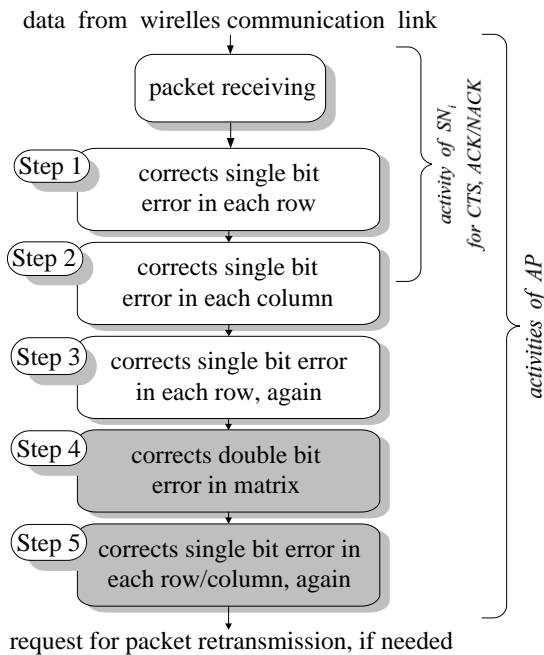 data from wirelles communication link
packet receiving
Step 1
corrects single bit
error in each row
Step 2
corrects single bit
error in each column
Step 3
corrects single bit error
in each row, again
Step 4
corrects double bit
error in matrix
Step 5
corrects single bit error in
each row/column, again
request for packet retransmission, if needed
activity of SNi
for CTS, ACK/NACK
activities of AP